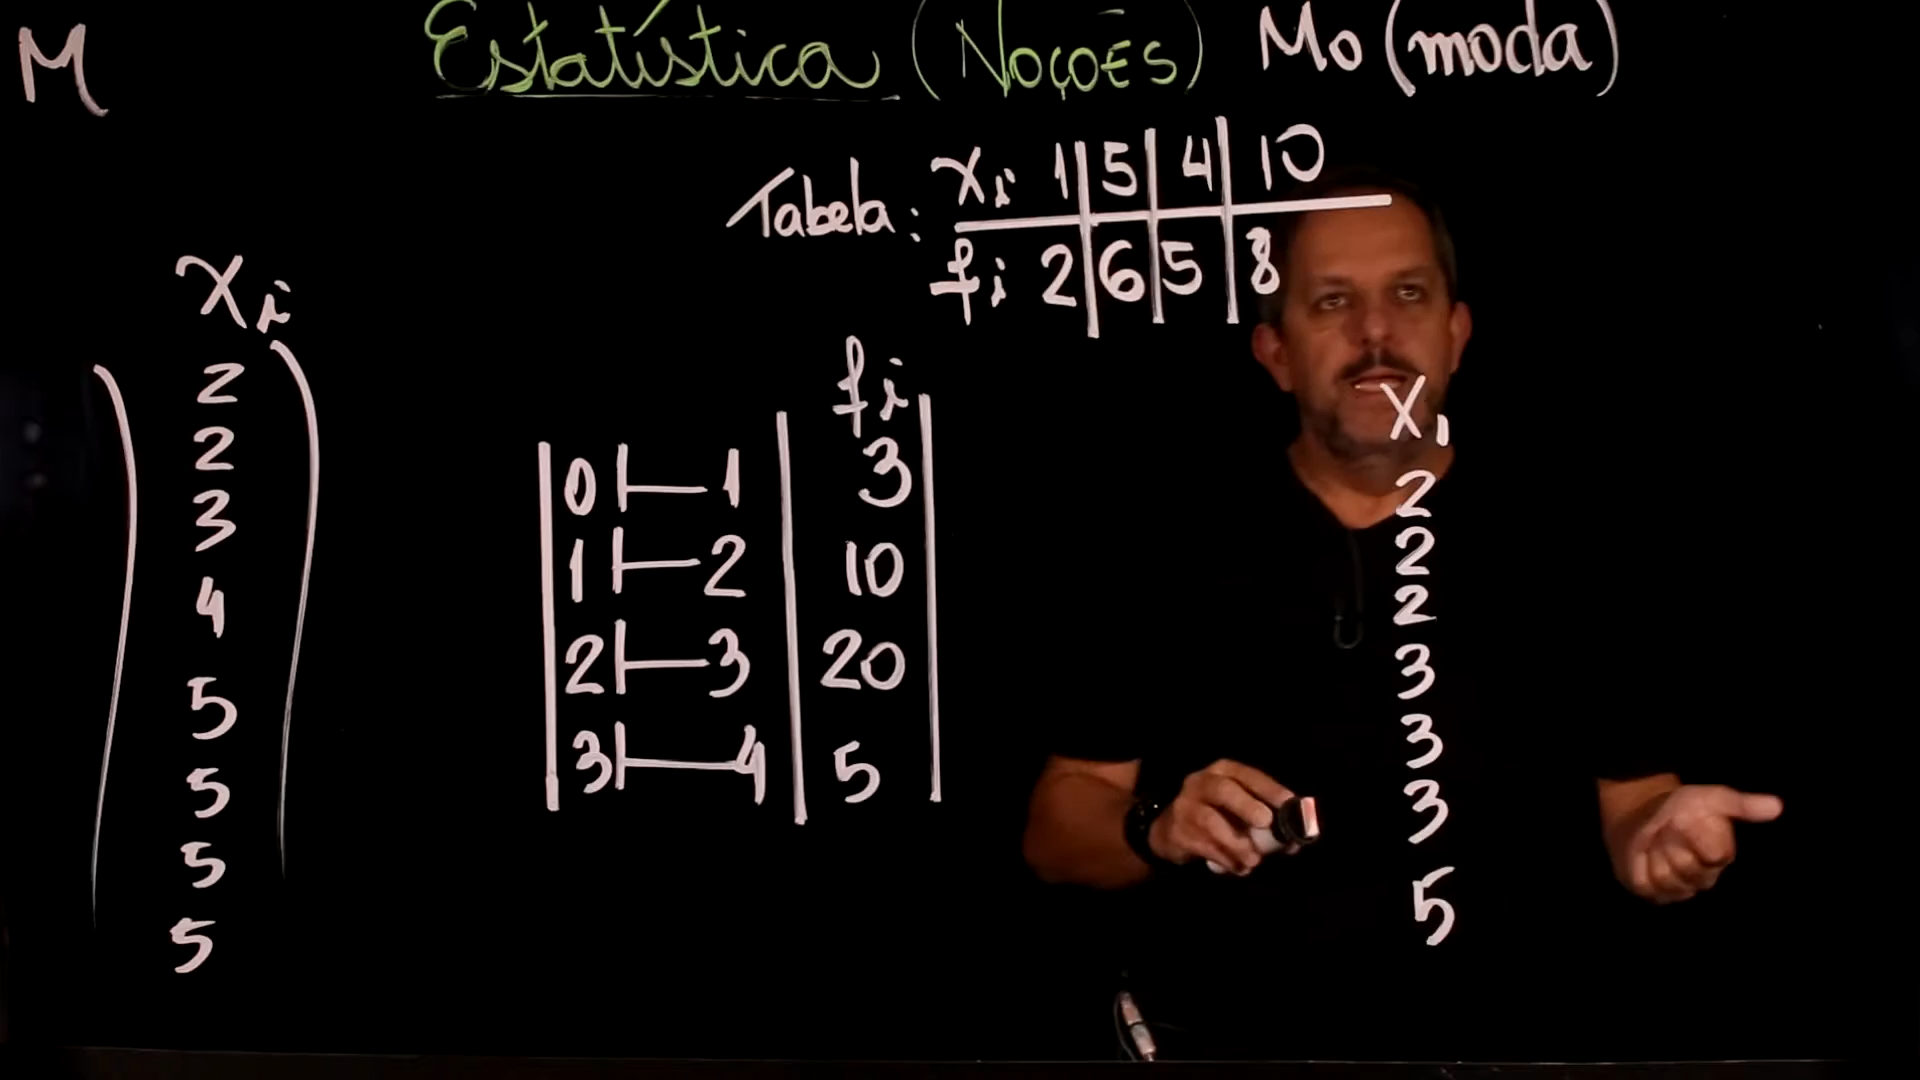 M Estatística (Noções) Mo (moda)
Tabela: xi 1 | 5 | 4 | 10
fi 2 | 6 | 5 | 8
xi
2
2
3
4
5
5
5
5
fi
0 ⊢ 1 | 3
1 ⊢ 2 | 10
2 ⊢ 3 | 20
3 ⊢ 4 | 5
xı
2
2
2
3
3
3
5